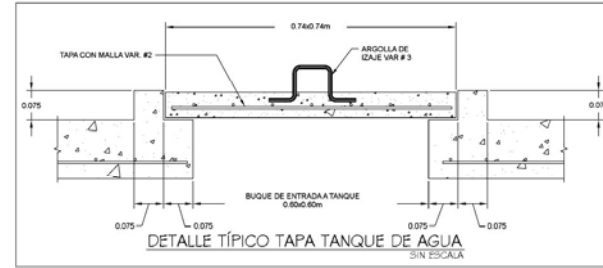 0.74x0.74m
TAPA CON MALLA VAR. #2
ARGOLLA DE
IZAJE VAR # 3
0.075
BUQUE DE ENTRADA A TANQUE
0.60x0.60m
0.075
0.075
0.075
0.075
DETALLE TÍPICO TAPA TANQUE DE AGUA
SIN ESCALA